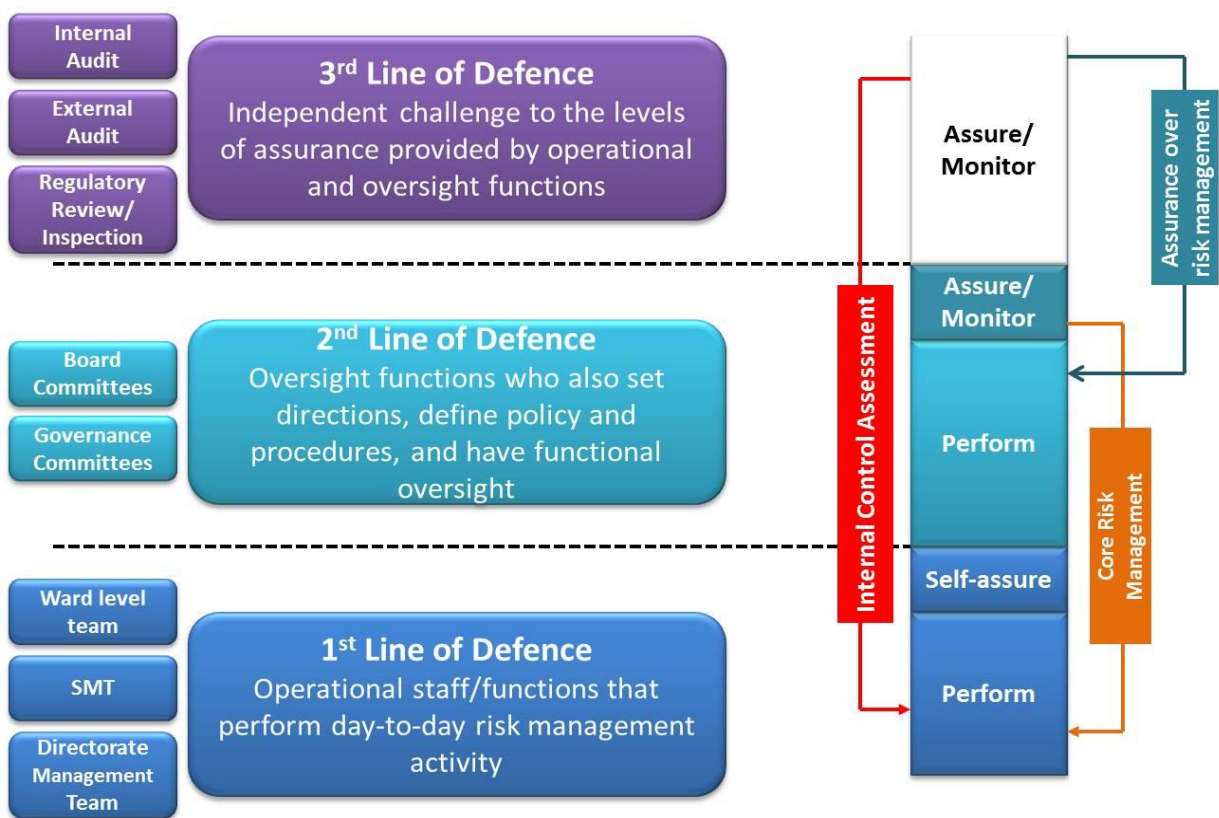 Internal
Audit
External
Audit
Regulatory
Review/
Inspection
3rd Line of Defence
Independent challenge to the levels
of assurance provided by operational
and oversight functions
Assure/
Monitor
Assurance over
risk management
Board
Committees
Governance
Committees
2nd Line of Defence
Oversight functions who also set
directions, define policy and
procedures, and have functional
oversight
Assure/
Monitor
Perform
Internal Control Assessment
Core Risk
Management
Ward level
team
SMT
Directorate
Management
Team
1st Line of Defence
Operational staff/functions that
perform day-to-day risk management
activity
Self-assure
Perform